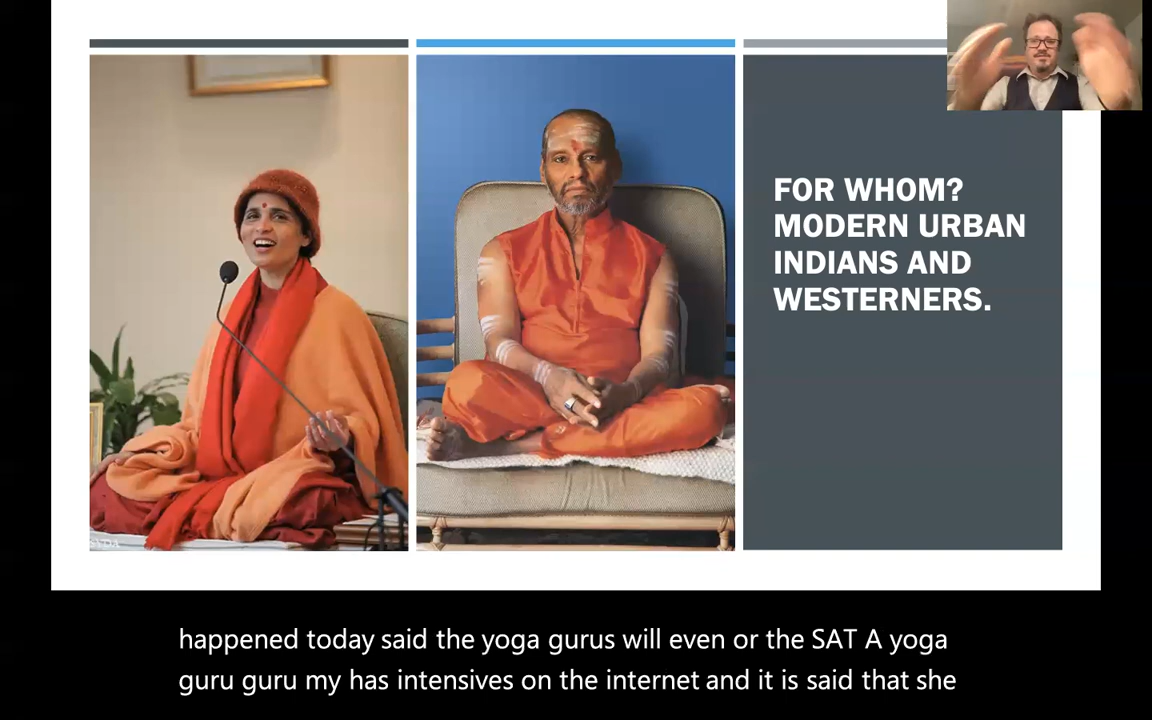 FOR WHOM?
MODERN URBAN
INDIANS AND
WESTERNERS.
happened today said the yoga gurus will even or the SAT A yoga
guru guru my has intensives on the internet and it is said that she